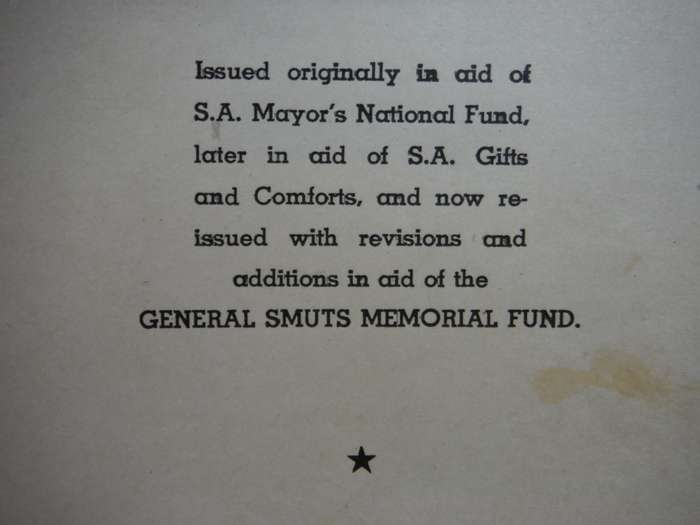 Issued originally in aid of
S.A. Mayor's National Fund,
later in aid of S.A. Gifts
and Comforts, and now re-
issued with revisions and
additions in aid of the
GENERAL SMUTS MEMORIAL FUND.